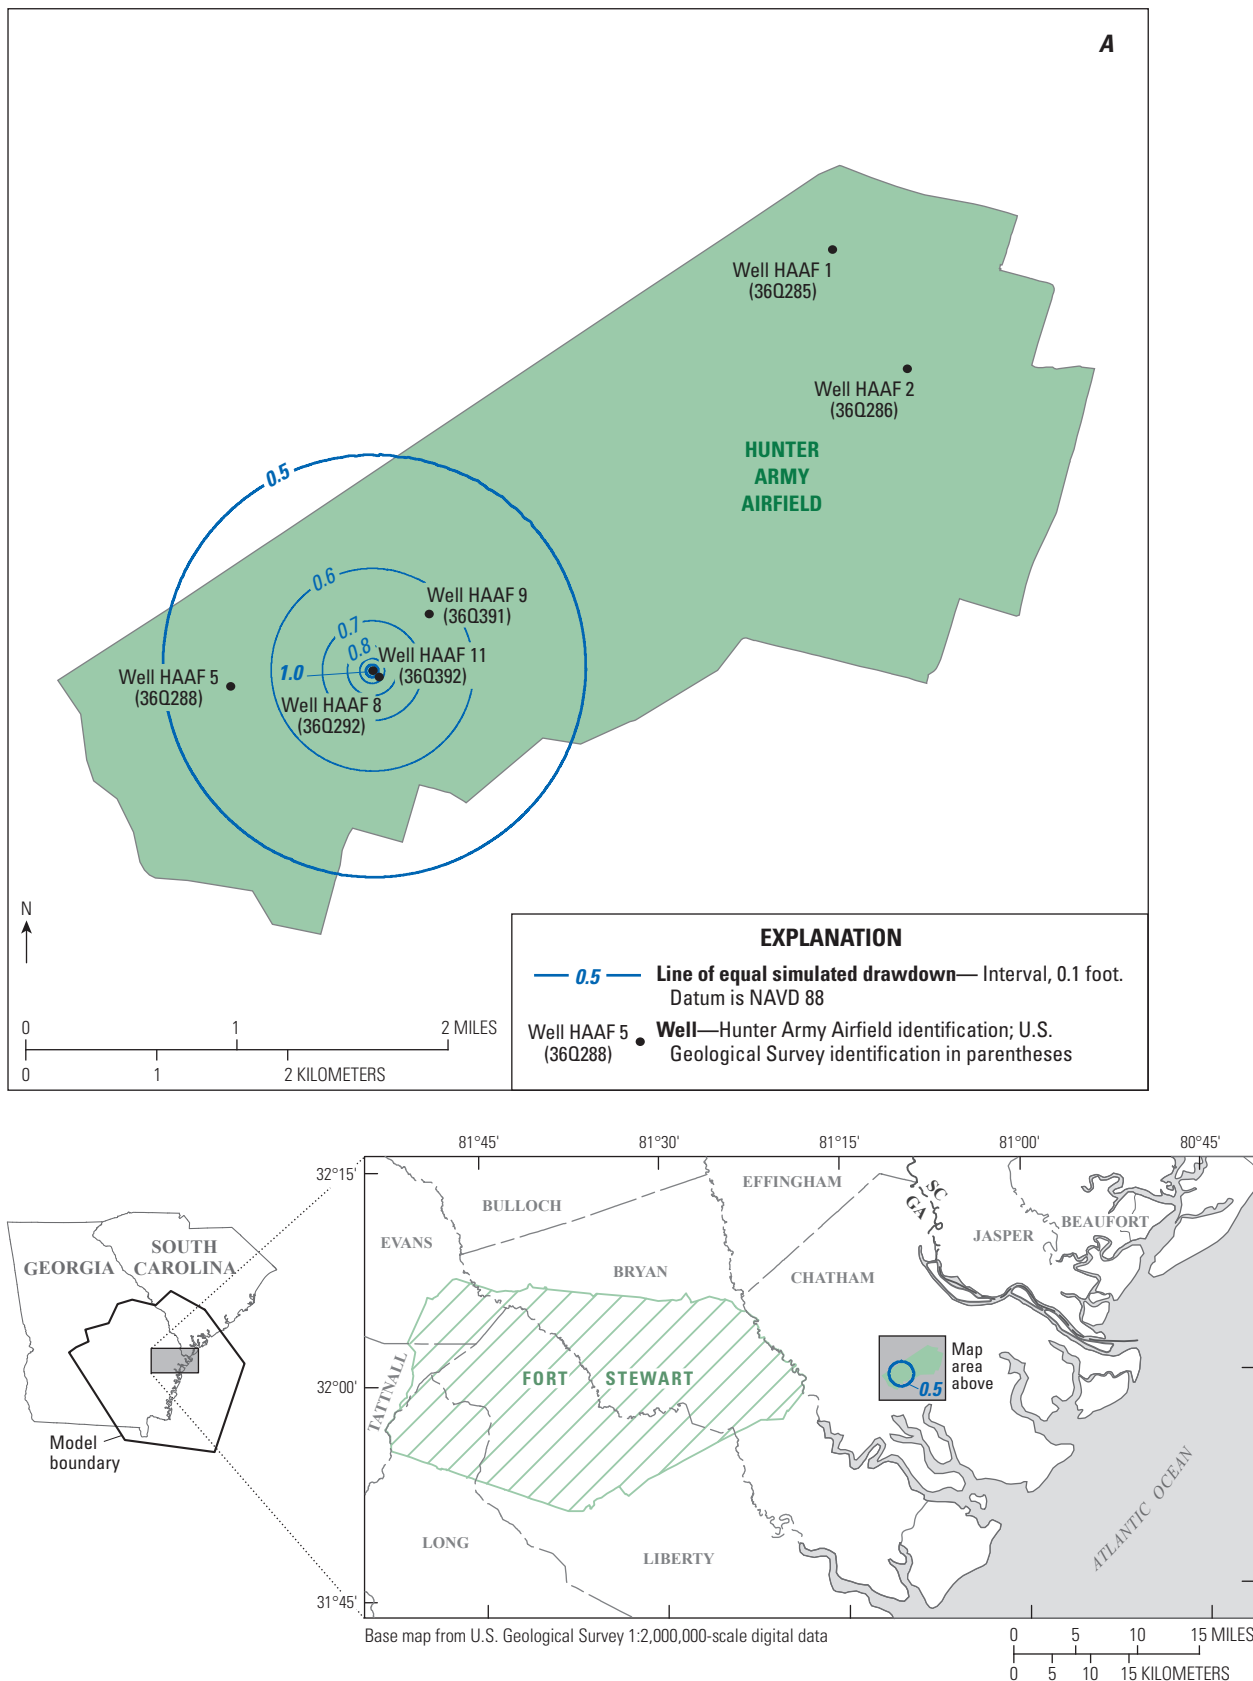 A
Well HAAF 1
(36Q285)
Well HAAF 2
(36Q286)
HUNTER
ARMY
AIRFIELD
0.5
0.6
Well HAAF 9
(36Q391)
0.7
0.8
Well HAAF 11
(36Q392)
1.0
Well HAAF 5
(36Q288)
Well HAAF 8
(36Q292)
N
0 1 2 MILES
0 1 2 KILOMETERS
EXPLANATION
0.5 Line of equal simulated drawdown— Interval, 0.1 foot.
Datum is NAVD 88
Well HAAF 5
(36Q288)
Well—Hunter Army Airfield identification; U.S.
Geological Survey identification in parentheses
81°45' 81°30' 81°15' 81°00' 80°45'
32°15'
32°00'
31°45'
GEORGIA
SOUTH
CAROLINA
Model
boundary
BULLOCH
EFFINGHAM
SC
GA
JASPER
BEAUFORT
EVANS
BRYAN
CHATHAM
TATTNALL
FORT STEWART
Map
area
above
0.5
LONG
LIBERTY
ATLANTIC OCEAN
Base map from U.S. Geological Survey 1:2,000,000-scale digital data
0 5 10 15 MILES
0 5 10 15 KILOMETERS